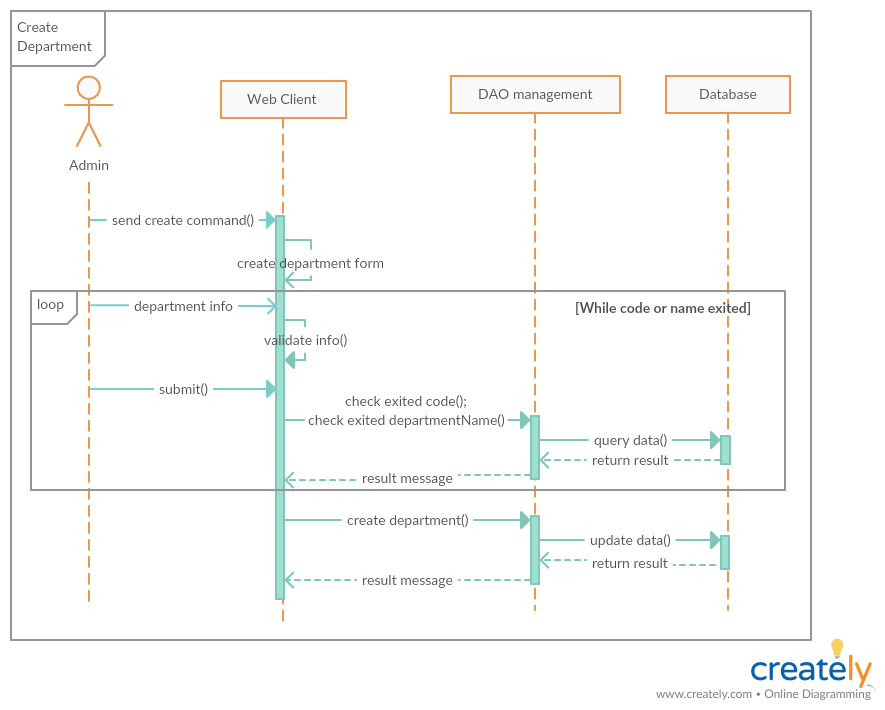 Create
Department
Web Client
DAO management
Database
Admin
send create command()
create department form
loop
department info
[While code or name exited]
validate info()
submit()
check exited code();
check exited departmentName()
query data()
return result
result message
create department()
update data()
return result
result message
creately
www.creately.com • Online Diagramming